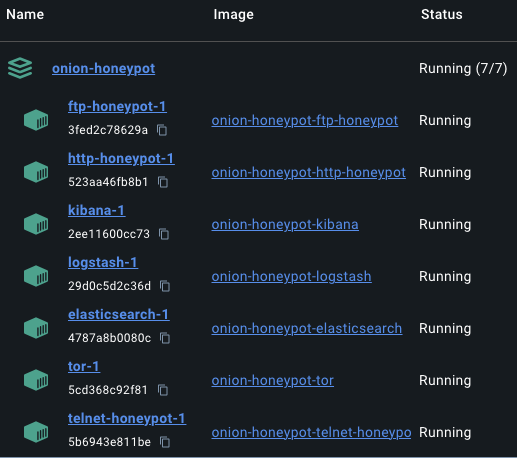 Name Image Status
onion-honeypot Running (7/7)
ftp-honeypot-1
3fed2c78629a onion-honeypot-ftp-honeypot Running
http-honeypot-1
523aa46fb8b1 onion-honeypot-http-honeypot Running
kibana-1
2ee11600cc73 onion-honeypot-kibana Running
logstash-1
29d0c5d2c36d onion-honeypot-logstash Running
elasticsearch-1
4787a8b0080c onion-honeypot-elasticsearch Running
tor-1
5cd368c92f81 onion-honeypot-tor Running
telnet-honeypot-1
5b6943e811be onion-honeypot-telnet-honeypo Running